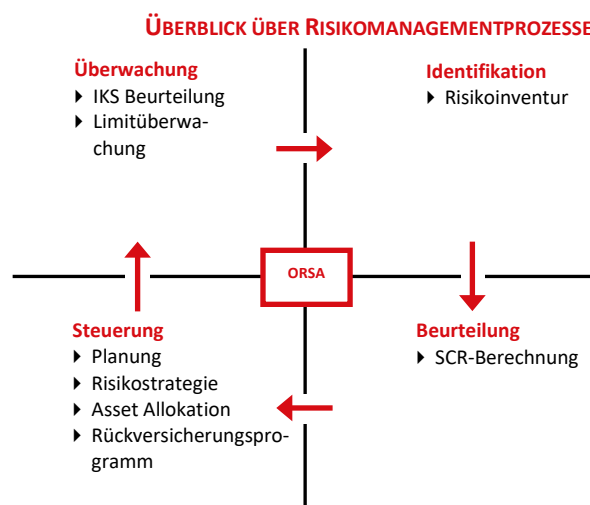 ÜBERBLICK ÜBER RISIKOMANAGEMENTPROZESSE
Überwachung
IKS Beurteilung
Limitüberwa-
chung
Identifikation
Risikoinventur
ORSA
Steuerung
Planung
Risikostrategie
Asset Allokation
Rückversicherungspro-
gramm
Beurteilung
SCR-Berechnung